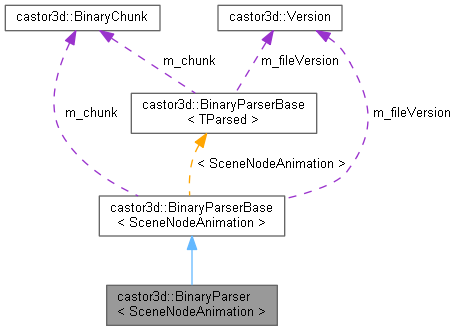 castor3d::BinaryChunk
castor3d::Version
m_chunk
m_fileVersion
castor3d::BinaryParserBase
< TParsed >
m_chunk
m_fileVersion
< SceneNodeAnimation >
castor3d::BinaryParserBase
< SceneNodeAnimation >
castor3d::BinaryParser
< SceneNodeAnimation >